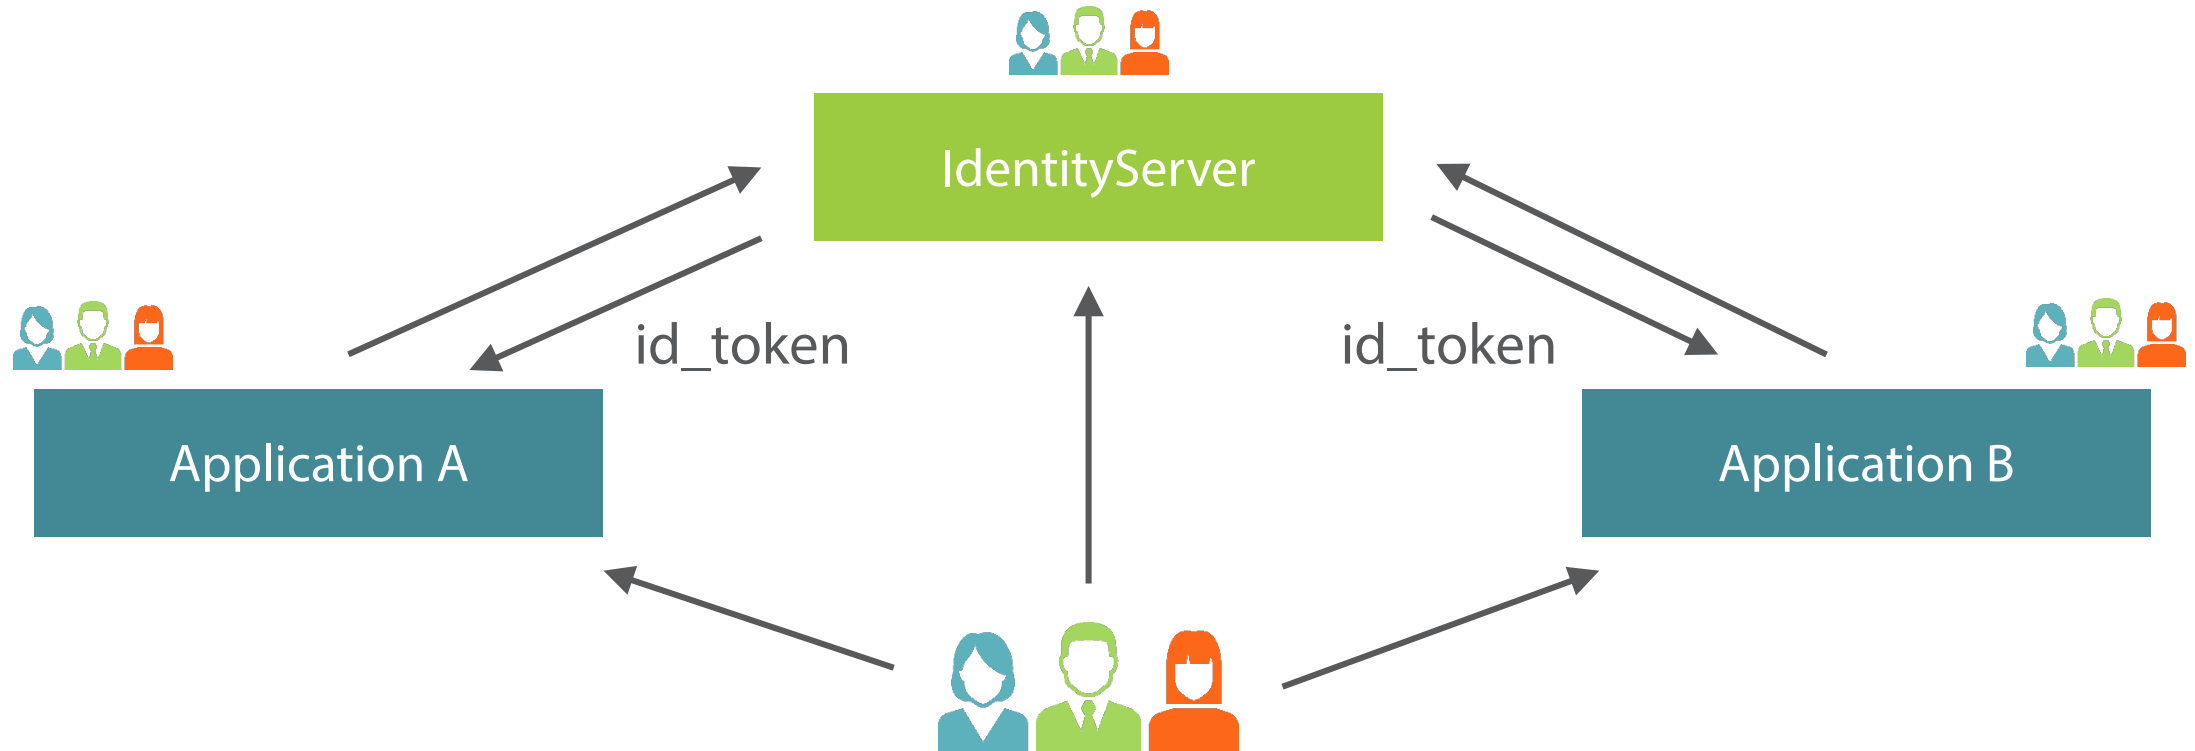 IdentityServer
id_token
id_token
Application A
Application B